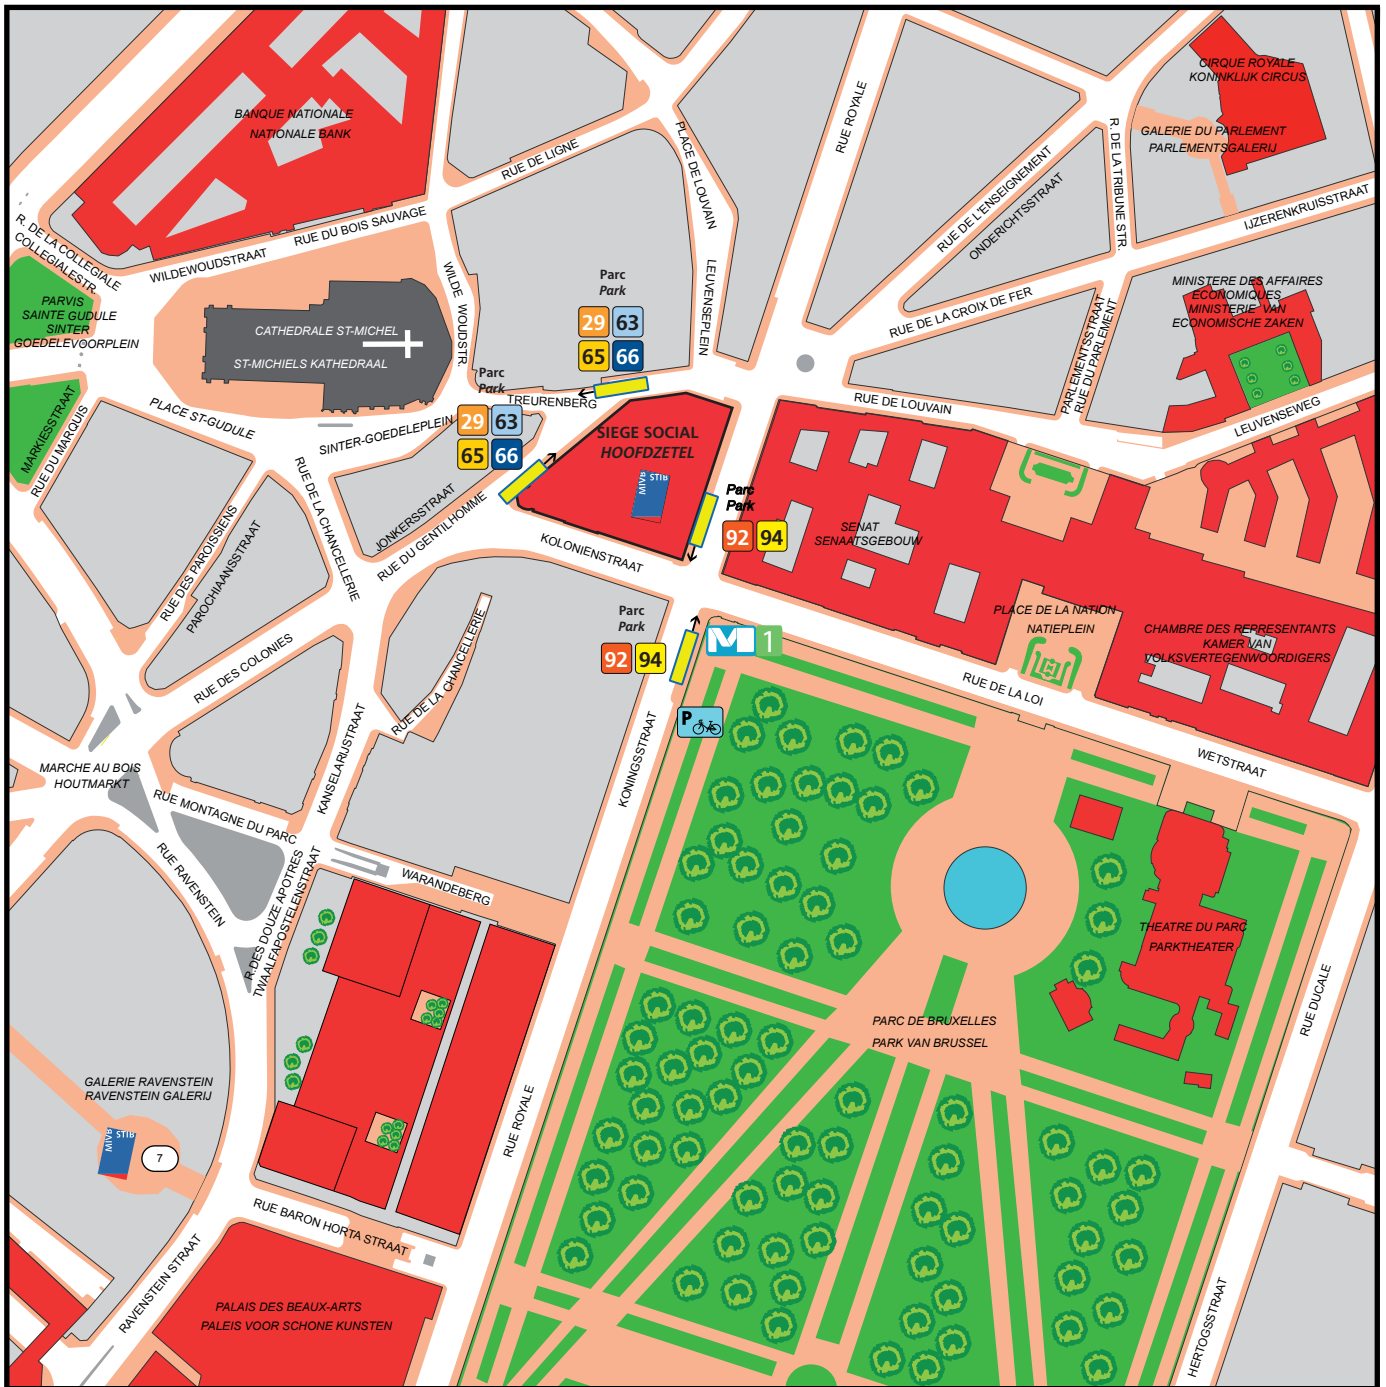 BANQUE NATIONALE
NATIONALE BANK
RUE DE LIGNE
PLACE DE LOUVAIN
LEUVENSEPLEIN
RUE ROYALE
CIRQUE ROYALE
KONINKLIJK CIRCUS
GALERIE DU PARLEMENT
PARLEMENTSGALERIJ
R. DE LA TRIBUNE STR.
RUE DE L'ENSEIGNEMENT
ONDERICHTSSTRAAT
IJZERENKRUISSTRAAT
RUE DE LA CROIX DE FER
R. DE LA COLLEGIALE
COLLEGIALESTR.
WILDEWOUDSTRAAT
RUE DU BOIS SAUVAGE
WILDE WOUDSTR.
PARVIS
SAINTE GUDULE
SINTER
GOEDELEVOORPLEIN
CATHEDRALE ST-MICHEL
ST-MICHIELS KATHEDRAAL
MINISTERE DES AFFAIRES
ECONOMIQUES
MINISTERIE VAN
ECONOMISCHE ZAKEN
PARLEMENTSSTRAAT
RUE DU PARLEMENT
Parc
Park
29 63
65 66
Parc
Park
29 63
65 66
TREURENBERG
RUE DE LOUVAIN
LEUVENSEWEG
MARKIESSTRAAT
RUE DU MARQUIS
PLACE ST-GUDULE
SINTER-GOEDELEPLEIN
SIEGE SOCIAL
HOOFDZETEL
MIVB STIB
Parc
Park
92 94
SENAT
SENAATSGEBOUW
RUE DE LA CHANCELLERIE
JONKERSSTRAAT
RUE DU GENTILHOMME
KOLONIENSTRAAT
RUE DES PAROISSIENS
PAROCHIAANSSTRAAT
RUE DES COLONIES
RUE DE LA CHANCELLERIE
KANSELARIJSTRAAT
Parc
Park
92 94
M 1
P
PLACE DE LA NATION
NATIEPLEIN
CHAMBRE DES REPRESENTANTS
KAMER VAN
VOLKSVERTEGENWOORDIGERS
RUE DE LA LOI
WETSTRAAT
KONINGSSTRAAT
MARCHE AU BOIS
HOUTMARKT
RUE MONTAGNE DU PARC
WARANDEBERG
RUE RAVENSTEIN
R.DES DOUZE APOTRES
TWAALFAPOSTELENSTRAAT
THEATRE DU PARC
PARKTHEATER
RUE DUCALE
PARC DE BRUXELLES
PARK VAN BRUSSEL
GALERIE RAVENSTEIN
RAVENSTEIN GALERIJ
MIVB STIB
7
RUE ROYALE
RUE BARON HORTA STRAAT
RAVENSTEIN STRAAT
PALAIS DES BEAUX-ARTS
PALEIS VOOR SCHONE KUNSTEN
HERTOGSSTRAAT